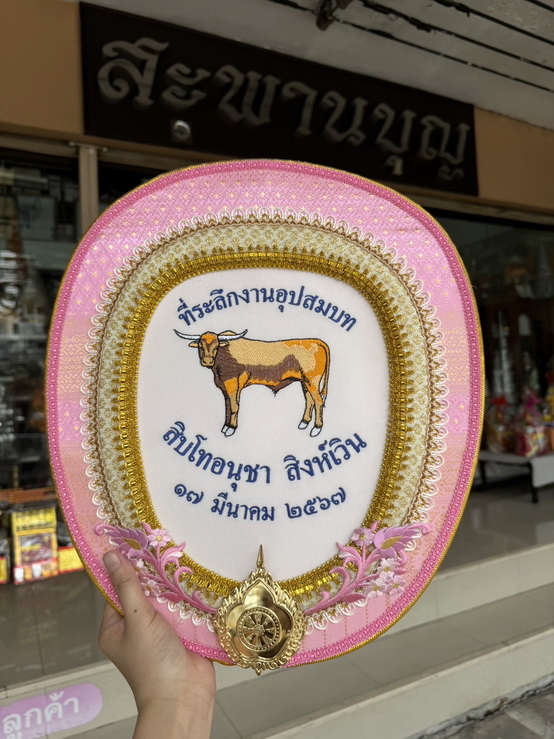 สะพานบุญ
ที่ระลึกงานอุปสมบท
สิบโทอนุชา สิงห์เวิน
๑๗ มีนาคม ๒๕๖๗
ลูกค้า